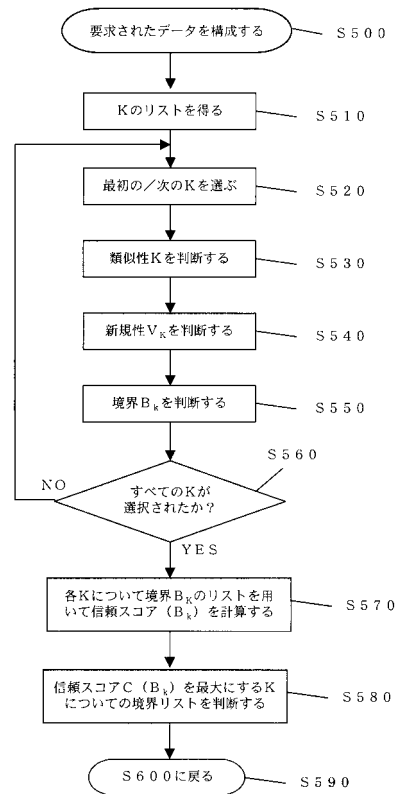 要求されたデータを構成する
S500
Kのリストを得る
S510
最初の／次のKを選ぶ
S520
類似性Kを判断する
S530
新規性VKを判断する
S540
境界Bkを判断する
S550
S560
すべてのKが
選択されたか？
NO
YES
各Kについて境界BKのリストを用
いて信頼スコア（Bk）を計算する
S570
信頼スコアC（Bk）を最大にするK
についての境界リストを判断する
S580
S600に戻る
S590